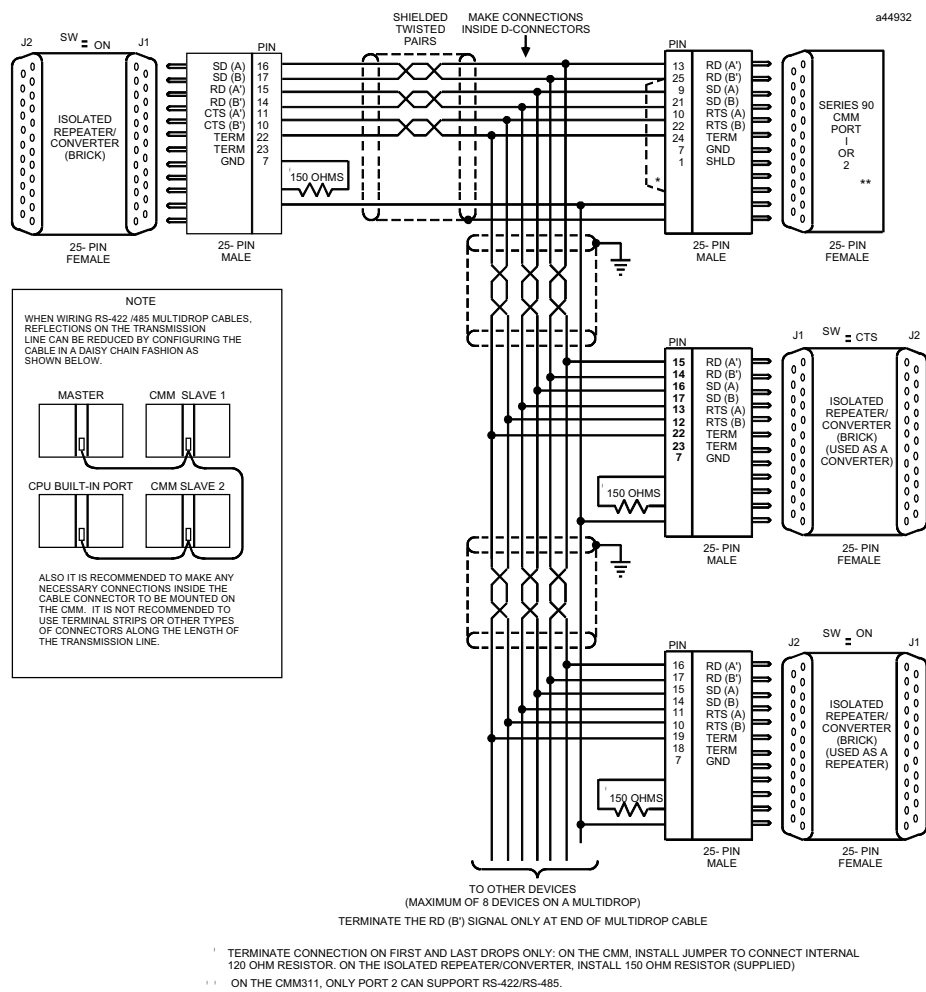 a44932
SHIELDED
TWISTED
PAIRS
MAKE CONNECTIONS
INSIDE D-CONNECTORS
J2
SW
ON
J1
PIN
SD (A) 16
SD (B) 17
RD (A') 15
RD (B') 14
CTS (A') 11
CTS (B') 10
TERM 22
TERM 23
GND 7
150 OHMS
ISOLATED
REPEATER/
CONVERTER
(BRICK)
25- PIN
FEMALE
25- PIN
MALE
PIN
13 RD (A')
25 RD (B')
9 SD (A)
21 SD (B)
10 RTS (A)
22 RTS (B)
24 TERM
7 GND
1 SHLD
*
SERIES 90
CMM
PORT
I
OR
2
**
25- PIN
MALE
25- PIN
FEMALE
NOTE
WHEN WIRING RS-422 /485 MULTIDROP CABLES,
REFLECTIONS ON THE TRANSMISSION
LINE CAN BE REDUCED BY CONFIGURING THE
CABLE IN A DAISY CHAIN FASHION AS
SHOWN BELOW.
MASTER
CMM SLAVE 1
CPU BUILT-IN PORT
CMM SLAVE 2
ALSO IT IS RECOMMENDED TO MAKE ANY
NECESSARY CONNECTIONS INSIDE THE
CABLE CONNECTOR TO BE MOUNTED ON
THE CMM. IT IS NOT RECOMMENDED TO
USE TERMINAL STRIPS OR OTHER TYPES
OF CONNECTORS ALONG THE LENGTH OF
THE TRANSMISSION LINE.
PIN
15 RD (A')
14 RD (B')
16 SD (A)
17 SD (B)
13 RTS (A)
12 RTS (B)
22 TERM
23 TERM
7 GND
150 OHMS
J1
SW
CTS
J2
ISOLATED
REPEATER/
CONVERTER
(BRICK)
(USED AS A
CONVERTER)
25- PIN
MALE
25- PIN
FEMALE
PIN
16 RD (A')
17 RD (B')
15 SD (A)
14 SD (B)
11 RTS (A)
10 RTS (B)
19 TERM
18 TERM
7 GND
150 OHMS
J2
SW
ON
J1
ISOLATED
REPEATER/
CONVERTER
(BRICK)
(USED AS A
REPEATER)
25- PIN
MALE
25- PIN
FEMALE
TO OTHER DEVICES
(MAXIMUM OF 8 DEVICES ON A MULTIDROP)
TERMINATE THE RD (B') SIGNAL ONLY AT END OF MULTIDROP CABLE
TERMINATE CONNECTION ON FIRST AND LAST DROPS ONLY: ON THE CMM, INSTALL JUMPER TO CONNECT INTERNAL
120 OHM RESISTOR. ON THE ISOLATED REPEATER/CONVERTER, INSTALL 150 OHM RESISTOR (SUPPLIED)
ON THE CMM311, ONLY PORT 2 CAN SUPPORT RS-422/RS-485.